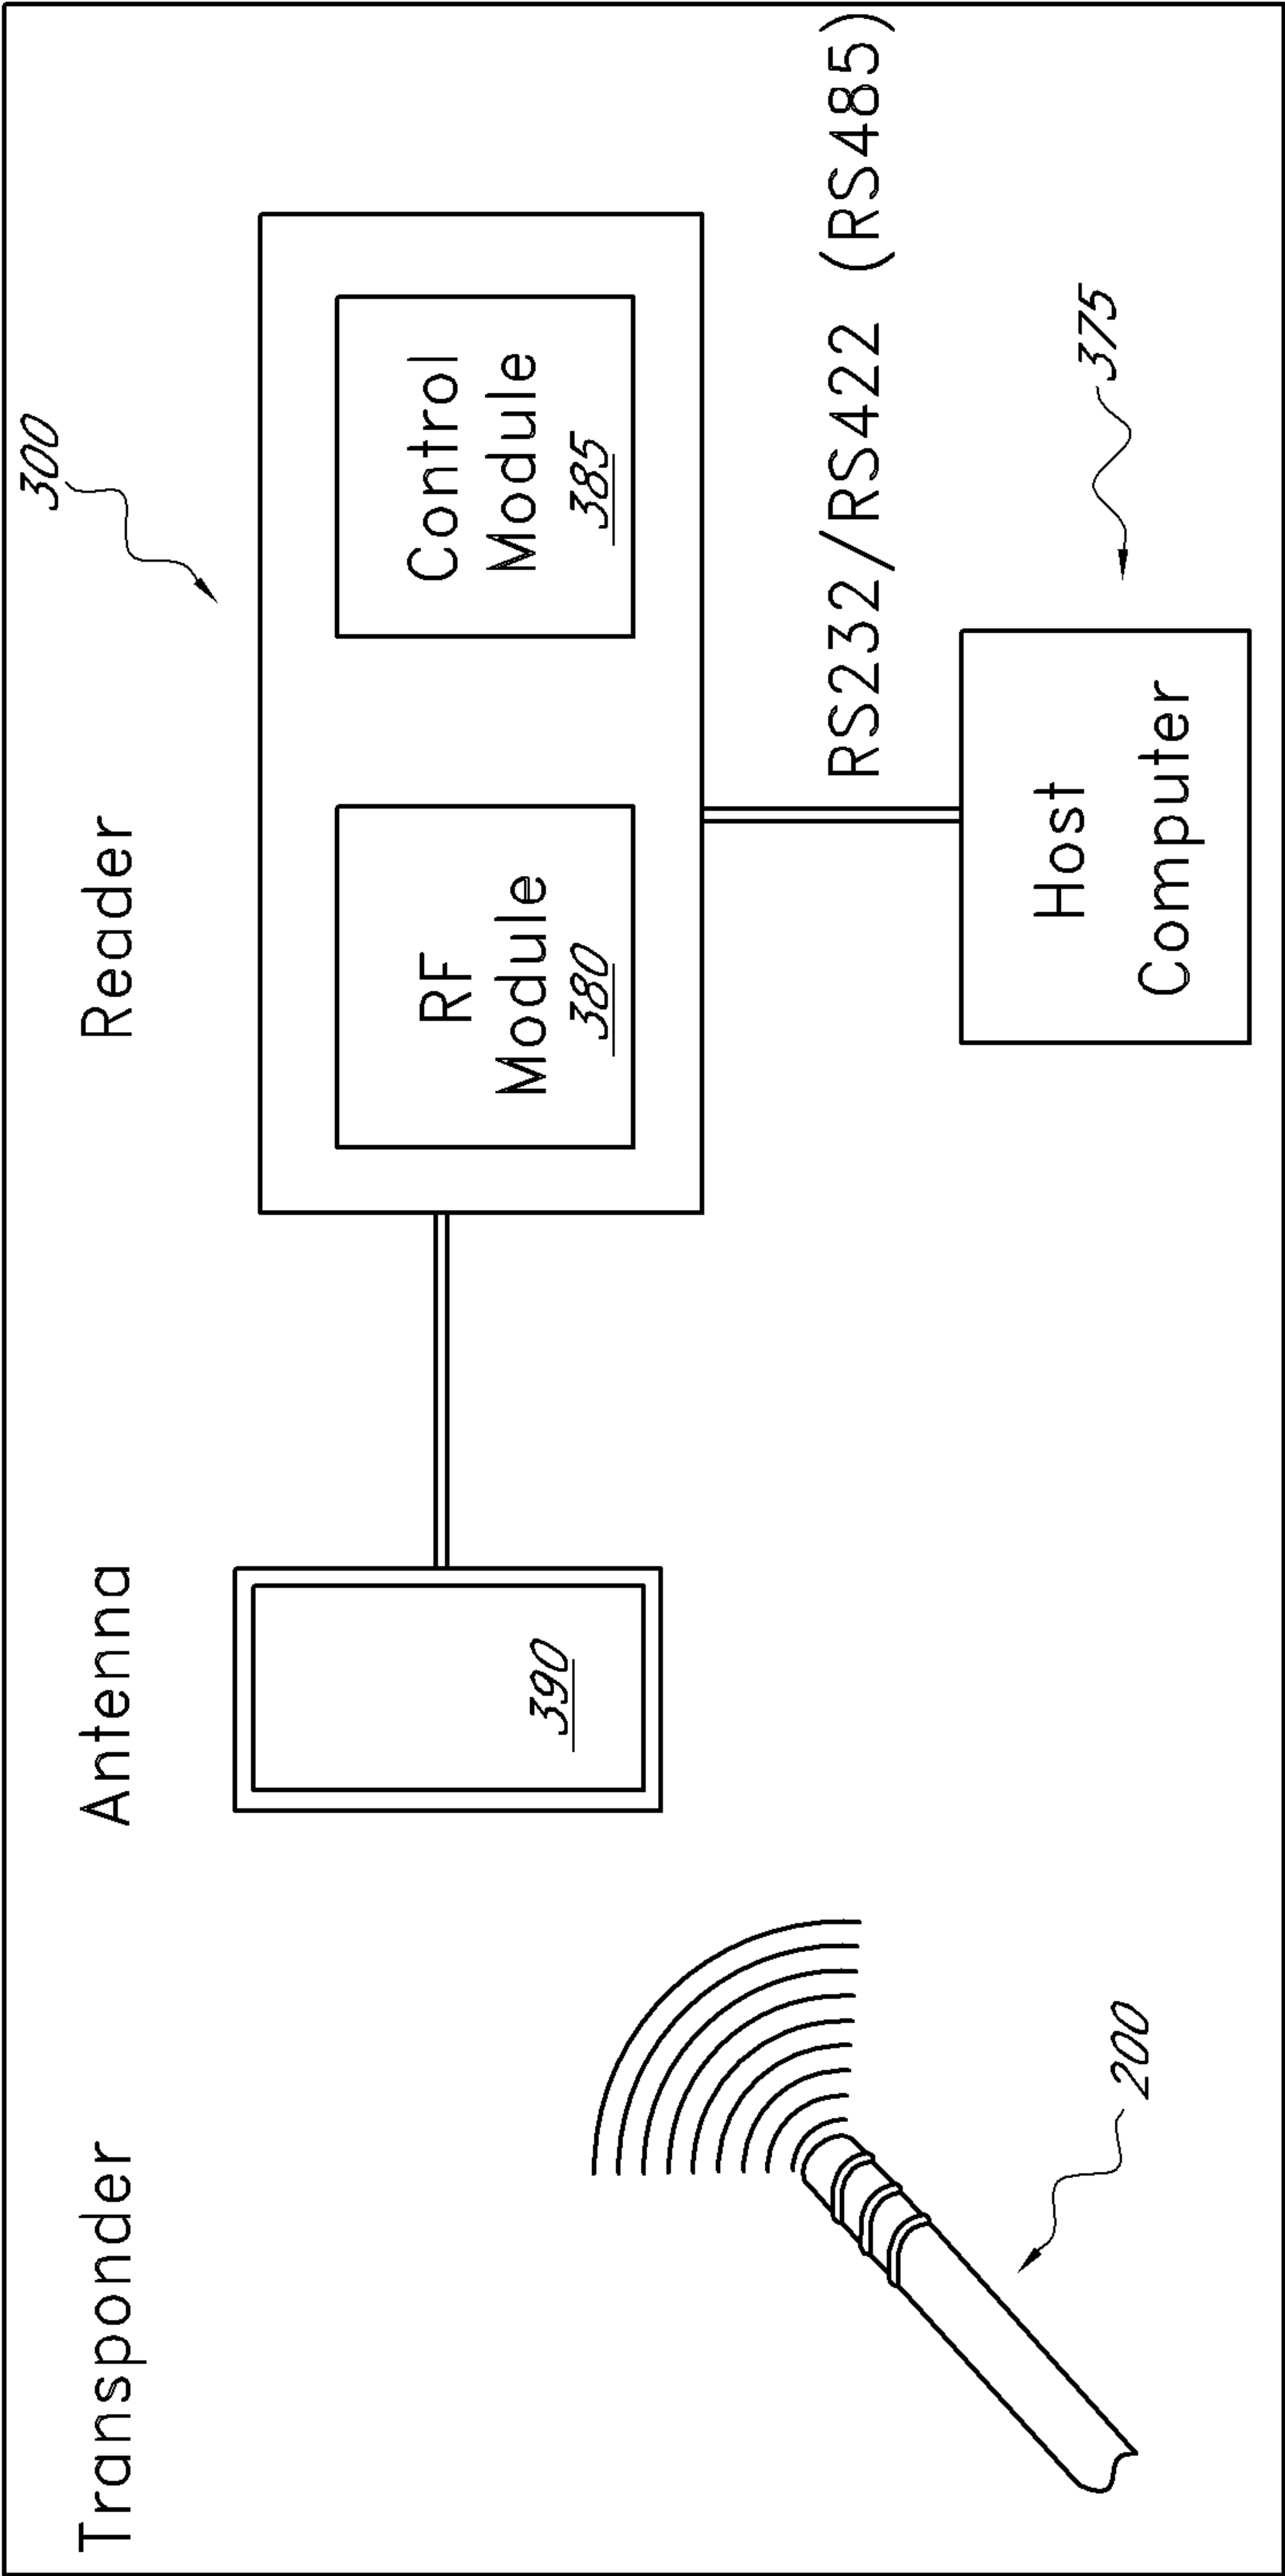 Transponder
Antenna
Reader
300
RF
Module
380
Control
Module
385
390
RS232/RS422 (RS485)
Host
Computer
375
200